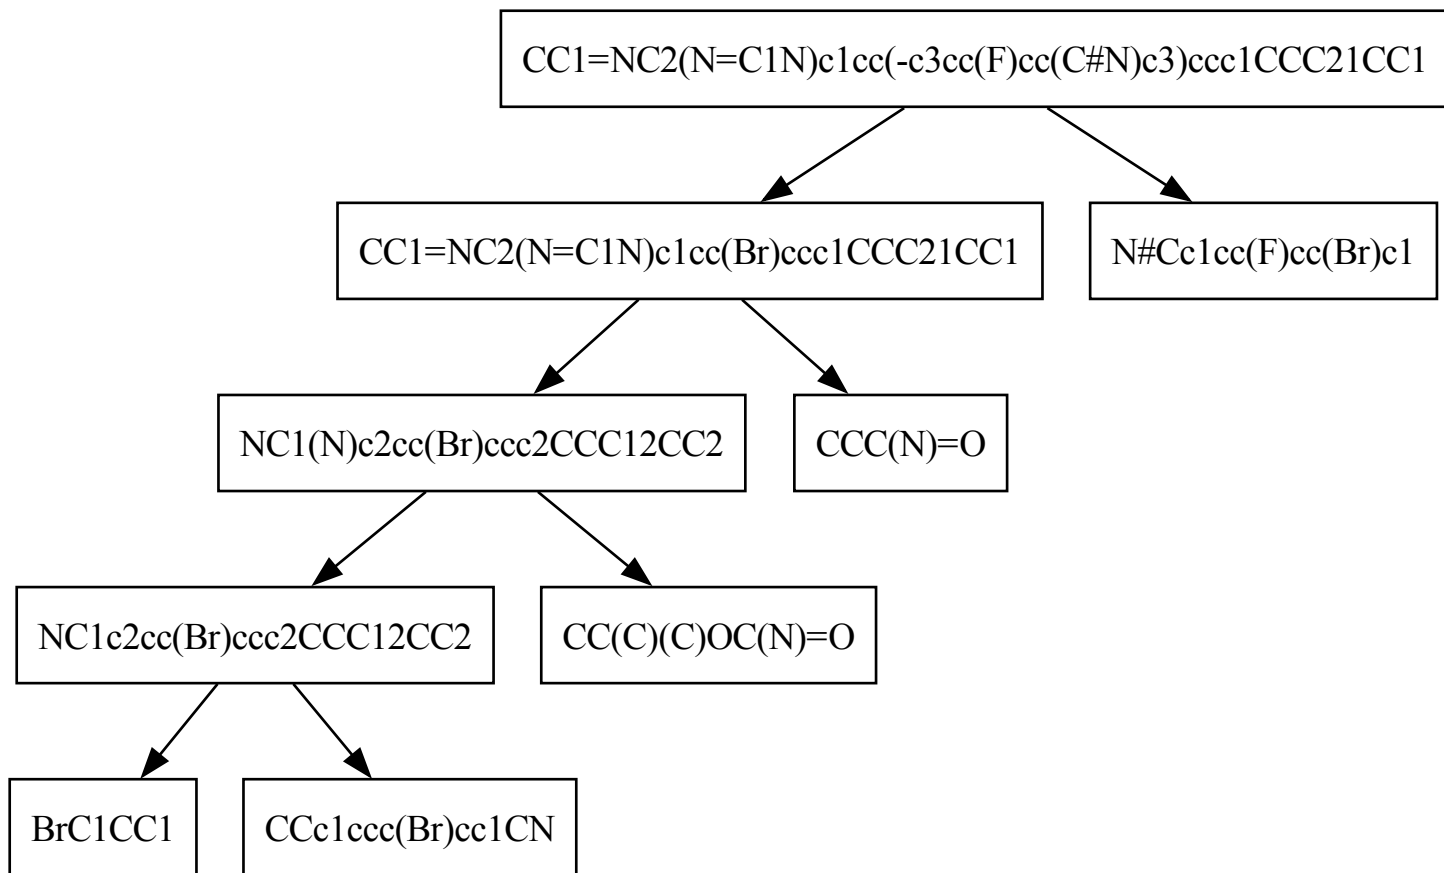 CC1=NC2(N=C1N)c1cc(-c3cc(F)cc(C#N)c3)ccc1CCC21CC1
CC1=NC2(N=C1N)c1cc(Br)ccc1CCC21CC1
N#Cc1cc(F)cc(Br)c1
NC1(N)c2cc(Br)ccc2CCC12CC2
CCC(N)=O
NC1c2cc(Br)ccc2CCC12CC2
CC(C)(C)OC(N)=O
BrC1CC1
CCc1ccc(Br)cc1CN